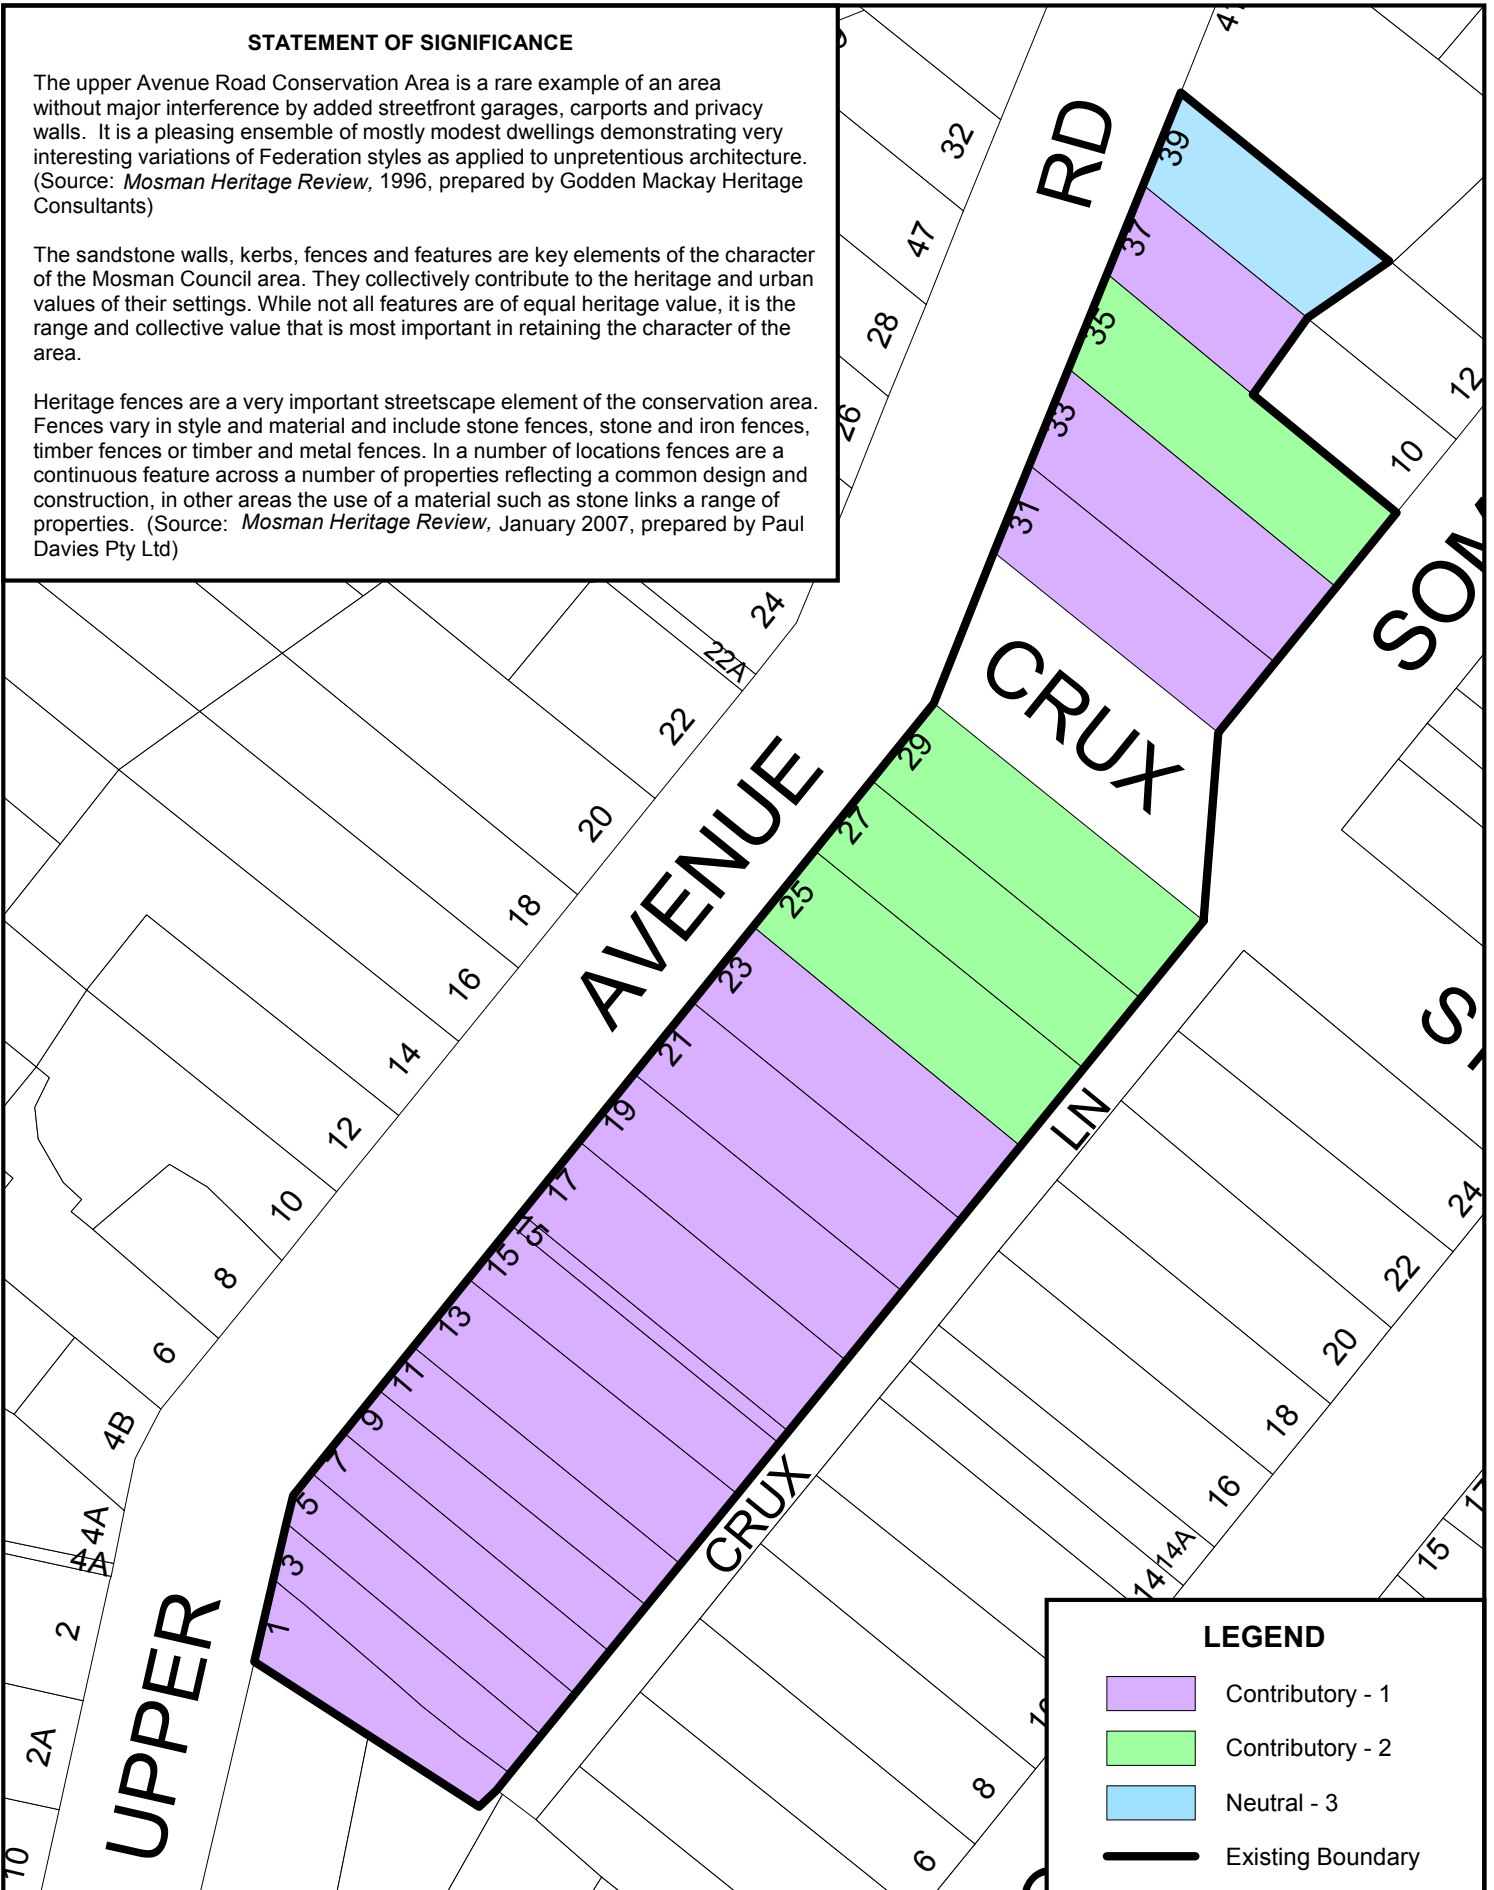 STATEMENT OF SIGNIFICANCE
The upper Avenue Road Conservation Area is a rare example of an area
without major interference by added streetfront garages, carports and privacy
walls. It is a pleasing ensemble of mostly modest dwellings demonstrating very
interesting variations of Federation styles as applied to unpretentious architecture.
(Source: Mosman Heritage Review, 1996, prepared by Godden Mackay Heritage
Consultants)
The sandstone walls, kerbs, fences and features are key elements of the character
of the Mosman Council area. They collectively contribute to the heritage and urban
values of their settings. While not all features are of equal heritage value, it is the
range and collective value that is most important in retaining the character of the
area.
Heritage fences are a very important streetscape element of the conservation area.
Fences vary in style and material and include stone fences, stone and iron fences,
timber fences or timber and metal fences. In a number of locations fences are a
continuous feature across a number of properties reflecting a common design and
construction, in other areas the use of a material such as stone links a range of
properties. (Source: Mosman Heritage Review, January 2007, prepared by Paul
Davies Pty Ltd)
32
47
28
26
24
22A
22
20
18
16
14
12
10
8
6
4B
4A
4A
2
2A
10
UPPER
AVENUE
RD
39
37
35
33
31
CRUX
29
27
25
23
21
19
17
15
15
13
11
9
7
5
3
1
CRUX
LN
12
10
24
22
20
18
16
14A
14
8
6
15
LEGEND
Contributory - 1
Contributory - 2
Neutral - 3
Existing Boundary